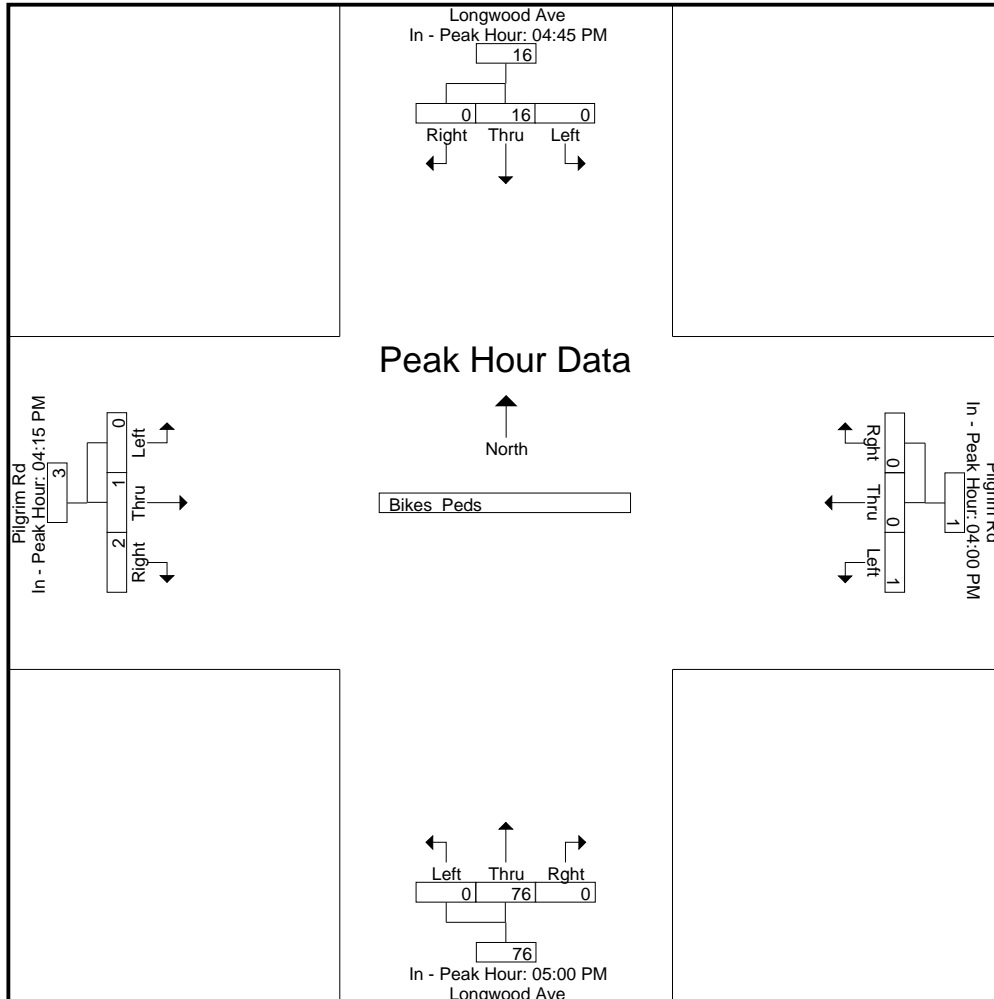 Longwood Ave
In - Peak Hour: 04:45 PM
16
0 16 0
Right Thru Left
Peak Hour Data
North
Bikes Peds
Pilgrim Rd
In - Peak Hour: 04:15 PM
3
0 1 2
Left Thru Right
Pilgrim Rd
In - Peak Hour: 04:00 PM
1
0 0 1
Rght Thru Left
Left Thru Rght
0 76 0
76
In - Peak Hour: 05:00 PM
Longwood Ave